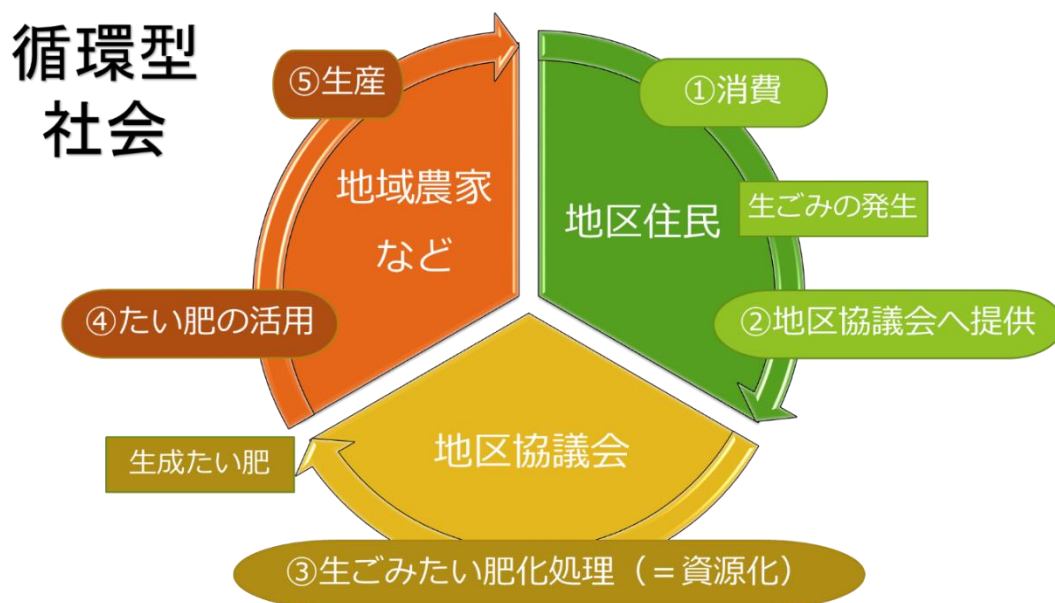 循環型
社会
①消費
地区住民
生ごみの発生
②地区協議会へ提供
地区協議会
③生ごみたい肥化処理（＝資源化）
生成たい肥
④たい肥の活用
地域農家
など
⑤生産